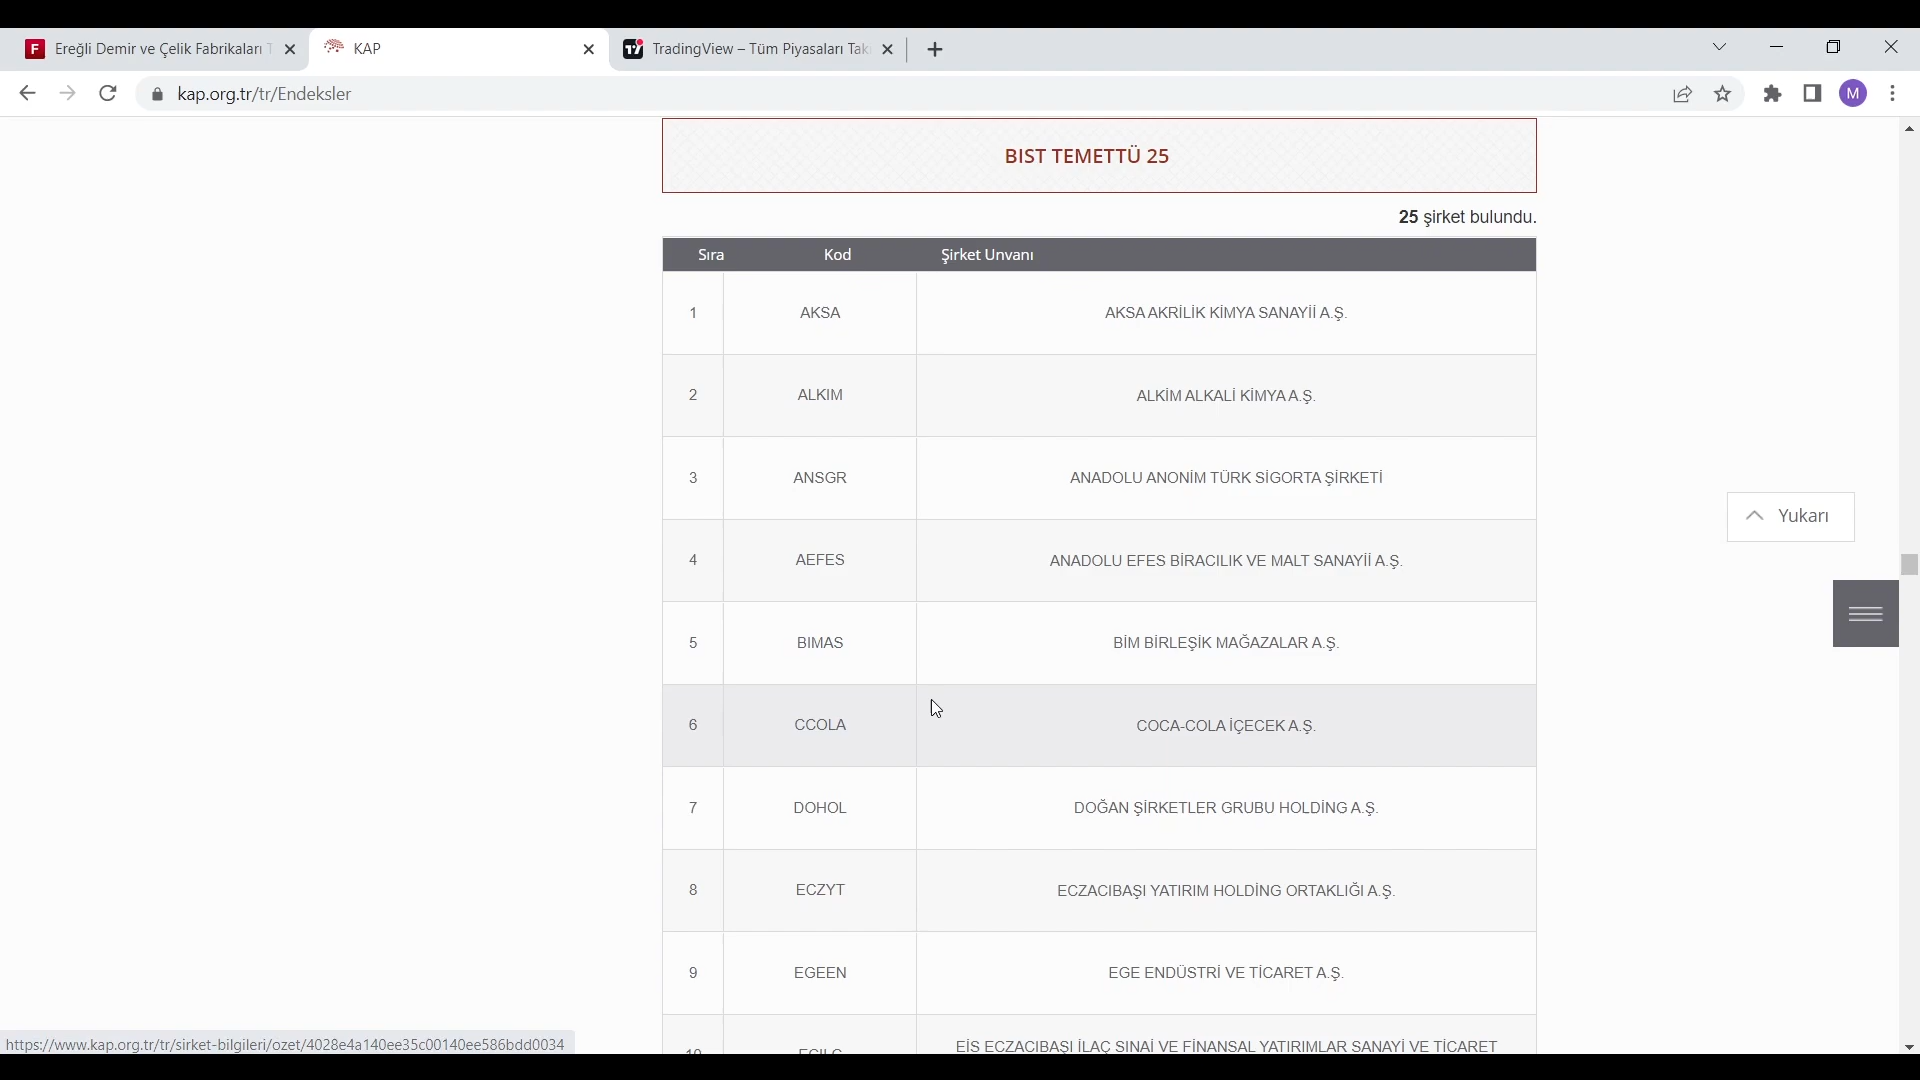 Ereğli Demir ve Çelik Fabrikaları T
KAP
TradingView – Tüm Piyasaları Tak
kap.org.tr/tr/Endeksler
M
BIST TEMETTÜ 25
25 şirket bulundu.
Sıra Kod Şirket Unvanı
1 AKSA AKSA AKRİLİK KİMYA SANAYİİ A.Ş.
2 ALKIM ALKİM ALKALİ KİMYA A.Ş.
3 ANSGR ANADOLU ANONİM TÜRK SİGORTA ŞİRKETİ
4 AEFES ANADOLU EFES BİRACILIK VE MALT SANAYİİ A.Ş.
Yukarı
5 BIMAS BİM BİRLEŞİK MAĞAZALAR A.Ş.
6 CCOLA COCA-COLA İÇECEK A.Ş.
7 DOHOL DOĞAN ŞİRKETLER GRUBU HOLDİNG A.Ş.
8 ECZYT ECZACIBAŞI YATIRIM HOLDİNG ORTAKLIĞI A.Ş.
9 EGEEN EGE ENDÜSTRİ VE TİCARET A.Ş.
10 ECILC EİS ECZACIBAŞI İLAÇ SINAİ VE FİNANSAL YATIRIMLAR SANAYİ VE TİCARET
https://www.kap.org.tr/tr/sirket-bilgileri/ozet/4028e4a140ee35c00140ee586bdd0034